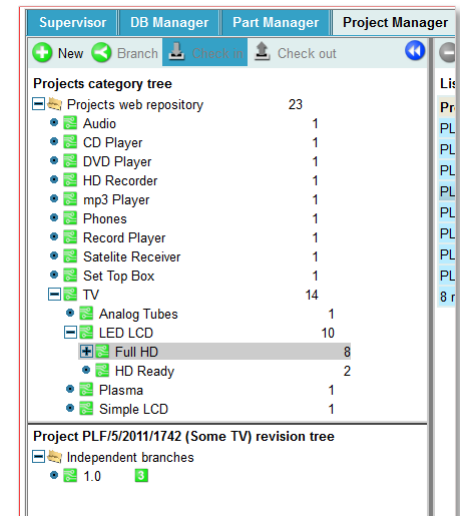 Supervisor DB Manager Part Manager Project Manager
New Branch Check in Check out
Projects category tree
Projects web repository 23
Audio 1
CD Player 1
DVD Player 1
HD Recorder 1
mp3 Player 1
Phones 1
Record Player 1
Satelite Receiver 1
Set Top Box 1
TV 14
Analog Tubes 1
LED LCD 10
Full HD 8
HD Ready 2
Plasma 1
Simple LCD 1
Project PLF/5/2011/1742 (Some TV) revision tree
Independent branches
1.0 3
Lis
Pr
PL
PL
PL
PL
PL
PL
PL
PL
8 r